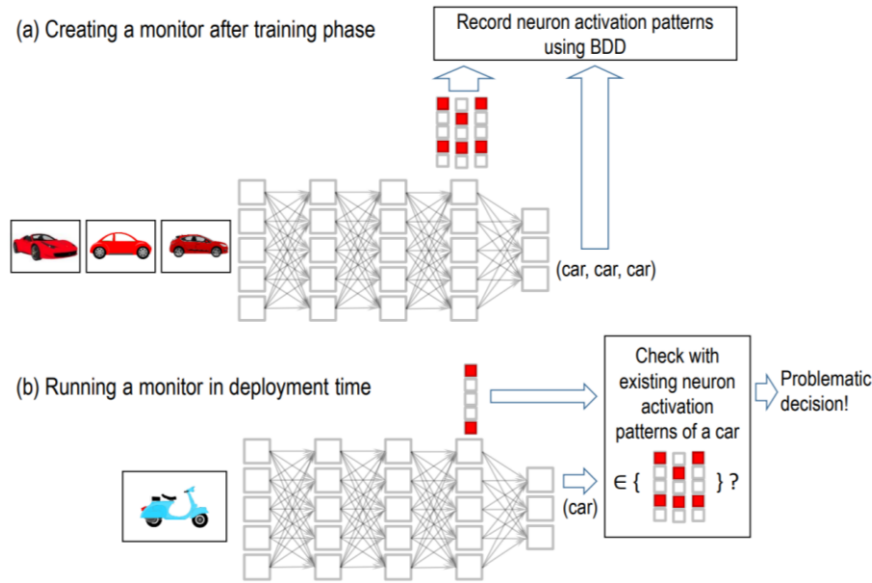 (a) Creating a monitor after training phase
Record neuron activation patterns
using BDD
(car, car, car)
(b) Running a monitor in deployment time
Check with
existing neuron
activation
patterns of a car
∈ { } ?
Problematic
decision!
(car)